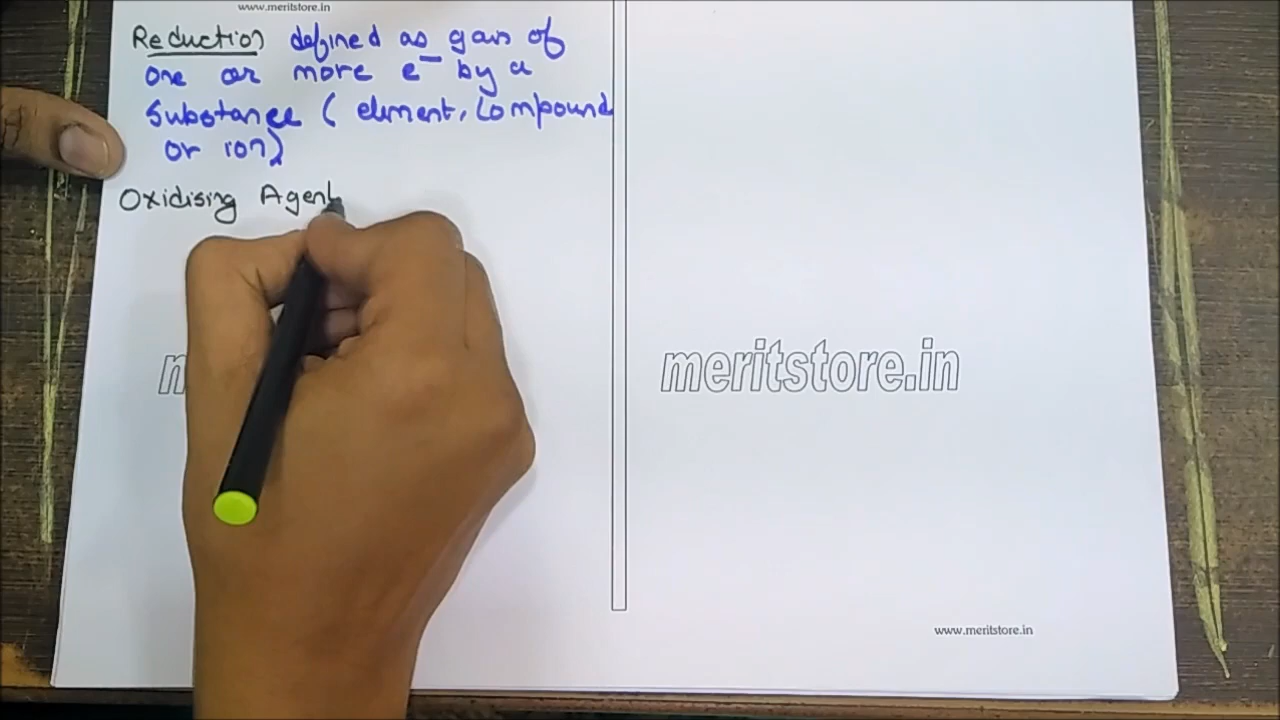 www.meritstore.in
Reduction defined as gain of
one or more e⁻ by a
Substance ( element, Compound
or ion)
Oxidising Agent
meritstore.in
www.meritstore.in